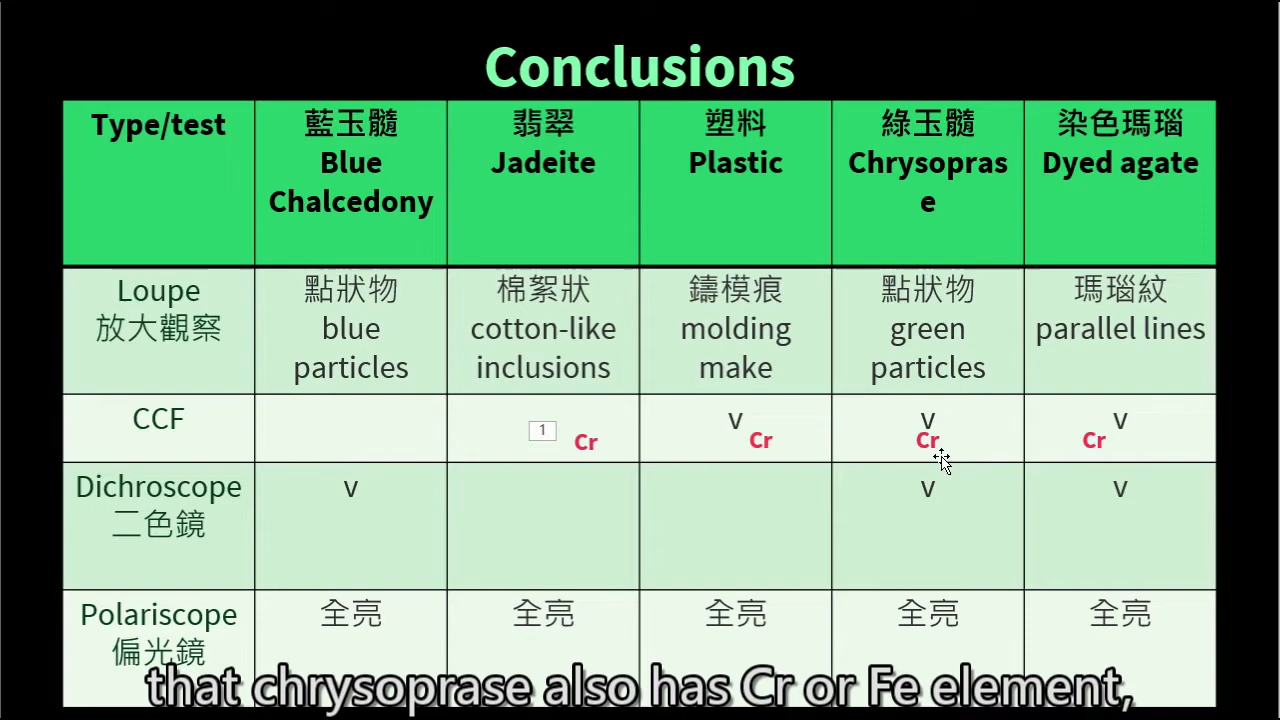 Conclusions
Type/test
藍玉髓
Blue
Chalcedony
翡翠
Jadeite
塑料
Plastic
綠玉髓
Chrysopras
e
染色瑪瑙
Dyed agate
Loupe
放大觀察
點狀物
blue
particles
棉絮狀
cotton-like
inclusions
鑄模痕
molding
make
點狀物
green
particles
瑪瑙紋
parallel lines
CCF
1
Cr
v
Cr
v
Cr
v
Cr
Dichroscope
二色鏡
v
v
v
Polariscope
偏光鏡
全亮
全亮
全亮
全亮
全亮
that chrysoprase also has Cr or Fe element,